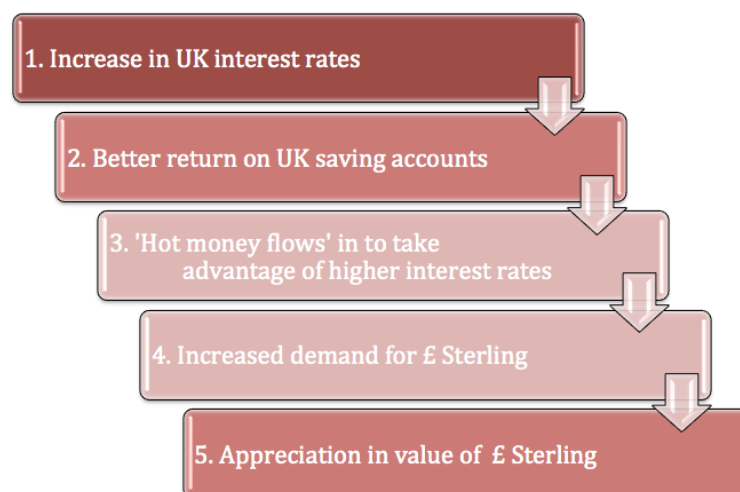 1. Increase in UK interest rates
2. Better return on UK saving accounts
3. 'Hot money flows' in to take
advantage of higher interest rates
4. Increased demand for £ Sterling
5. Appreciation in value of £ Sterling